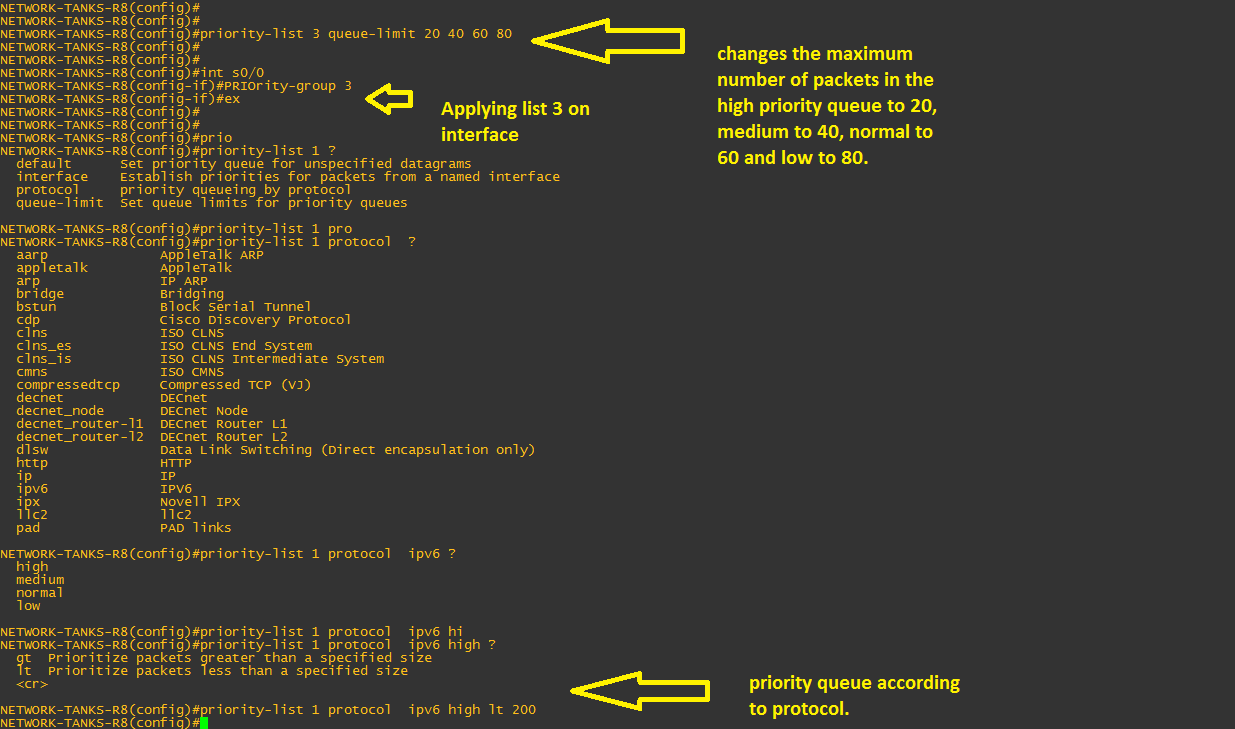 NETWORK-TANKS-R8(config)#
NETWORK-TANKS-R8(config)#
NETWORK-TANKS-R8(config)#priority-list 3 queue-limit 20 40 60 80
NETWORK-TANKS-R8(config)#
NETWORK-TANKS-R8(config)#
NETWORK-TANKS-R8(config)#int s0/0
NETWORK-TANKS-R8(config-if)#PRIOrity-group 3
NETWORK-TANKS-R8(config-if)#ex
NETWORK-TANKS-R8(config)#
NETWORK-TANKS-R8(config)#
NETWORK-TANKS-R8(config)#prio
NETWORK-TANKS-R8(config)#priority-list 1 ?
  default      Set priority queue for unspecified datagrams
  interface    Establish priorities for packets from a named interface
  protocol     priority queueing by protocol
  queue-limit  Set queue limits for priority queues
changes the maximum
number of packets in the
high priority queue to 20,
medium to 40, normal to
60 and low to 80.
Applying list 3 on
interface
NETWORK-TANKS-R8(config)#priority-list 1 pro
NETWORK-TANKS-R8(config)#priority-list 1 protocol  ?
  aarp              AppleTalk ARP
  appletalk         AppleTalk
  arp               IP ARP
  bridge            Bridging
  bstun             Block Serial Tunnel
  cdp               Cisco Discovery Protocol
  clns              ISO CLNS
  clns_es           ISO CLNS End System
  clns_is           ISO CLNS Intermediate System
  cmns              ISO CMNS
  compressedtcp     Compressed TCP (VJ)
  decnet            DECnet
  decnet_node       DECnet Node
  decnet_router-l1  DECnet Router L1
  decnet_router-l2  DECnet Router L2
  dlsw              Data Link Switching (Direct encapsulation only)
  http              HTTP
  ip                IP
  ipv6              IPV6
  ipx               Novell IPX
  llc2              llc2
  pad               PAD links
NETWORK-TANKS-R8(config)#priority-list 1 protocol  ipv6 ?
  high
  medium
  normal
  low
NETWORK-TANKS-R8(config)#priority-list 1 protocol  ipv6 hi
NETWORK-TANKS-R8(config)#priority-list 1 protocol  ipv6 high ?
  gt  Prioritize packets greater than a specified size
  lt  Prioritize packets less than a specified size
  <cr>
NETWORK-TANKS-R8(config)#priority-list 1 protocol  ipv6 high lt 200
NETWORK-TANKS-R8(config)#
priority queue according
to protocol.